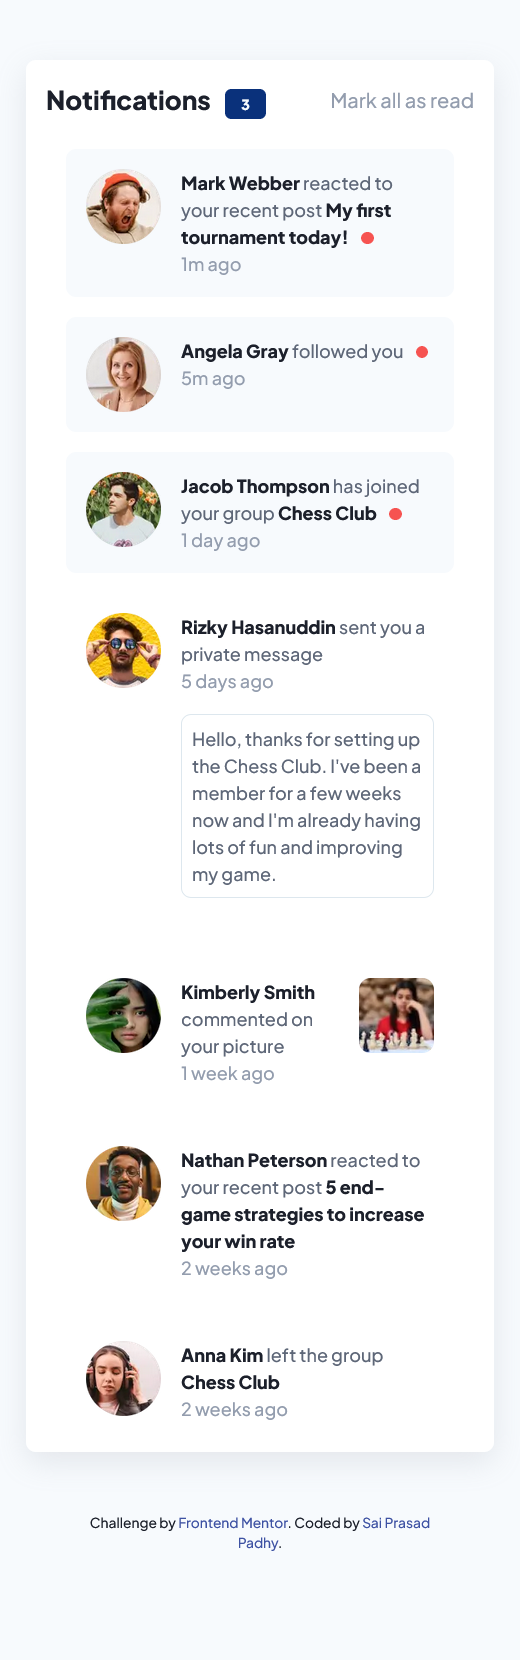 Notifications 3 Mark all as read
Mark Webber reacted to
your recent post My first
tournament today!
1m ago
Angela Gray followed you
5m ago
Jacob Thompson has joined
your group Chess Club
1 day ago
Rizky Hasanuddin sent you a
private message
5 days ago
Hello, thanks for setting up
the Chess Club. I've been a
member for a few weeks
now and I'm already having
lots of fun and improving
my game.
Kimberly Smith
commented on
your picture
1 week ago
Nathan Peterson reacted to
your recent post 5 end-
game strategies to increase
your win rate
2 weeks ago
Anna Kim left the group
Chess Club
2 weeks ago
Challenge by Frontend Mentor. Coded by Sai Prasad
Padhy.